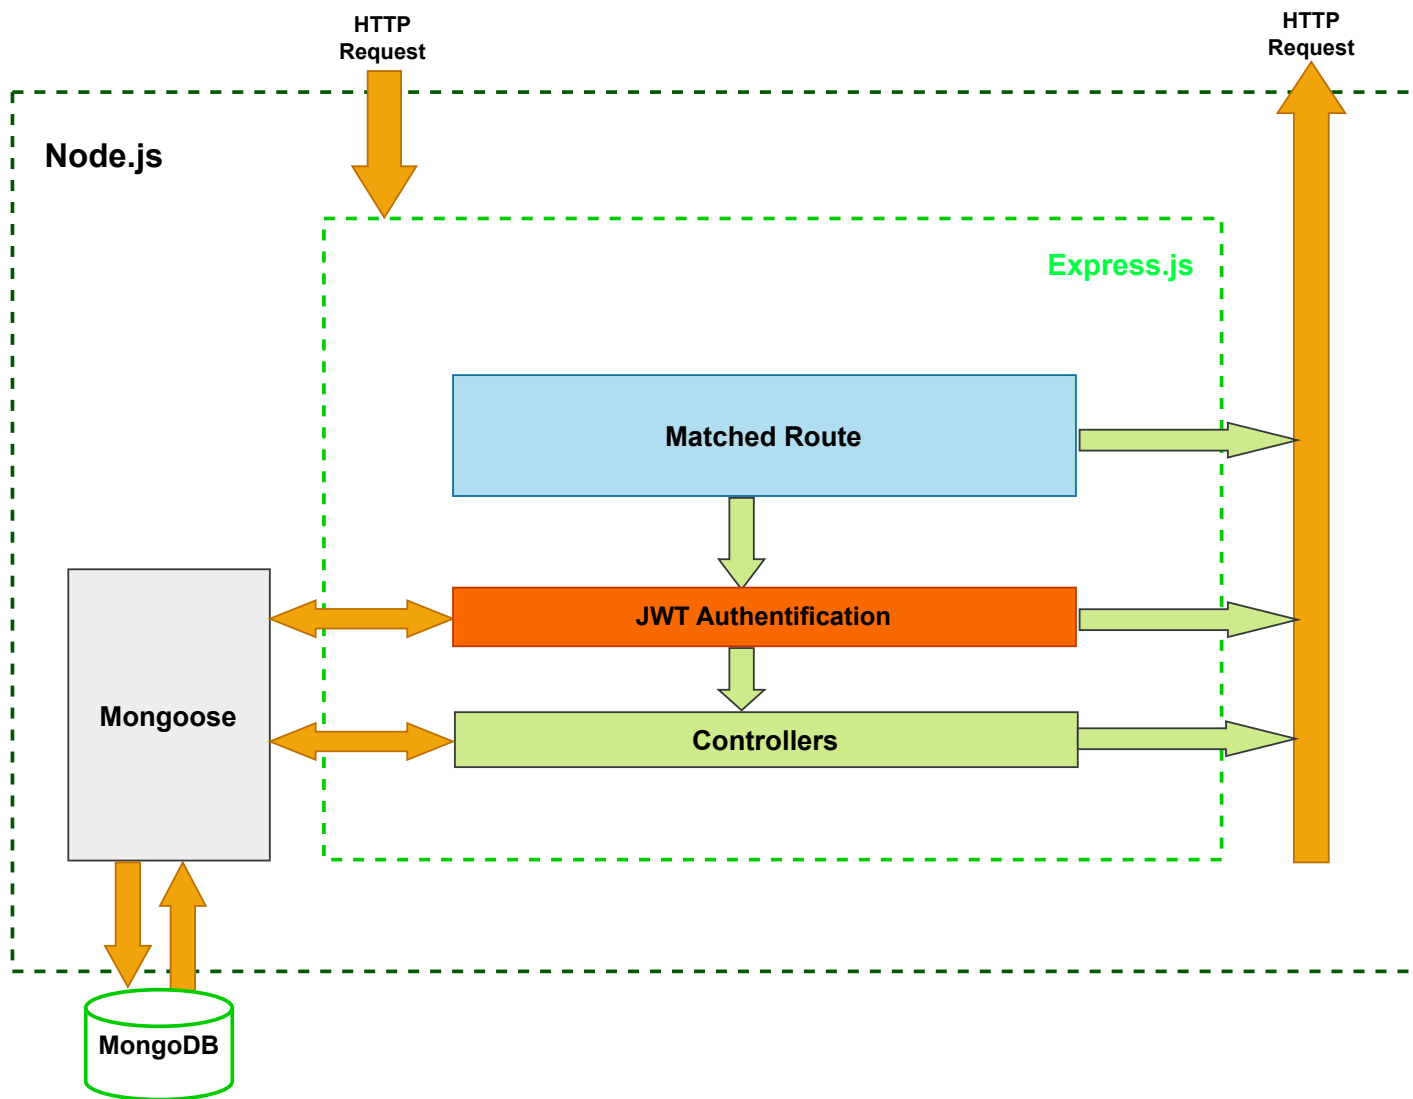 HTTP
Request
HTTP
Request
Node.js
Express.js
Matched Route
JWT Authentification
Mongoose
Controllers
MongoDB